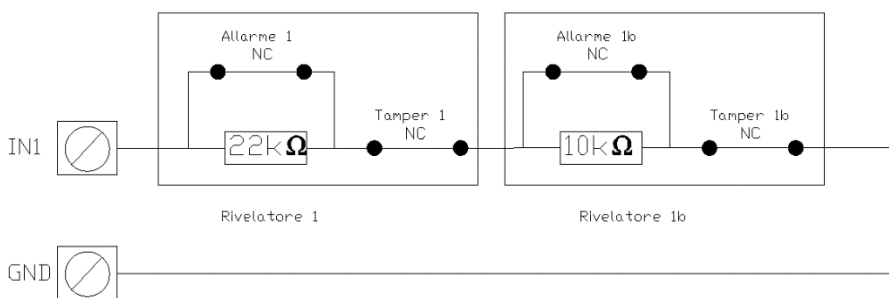 Allarme 1
NC
Allarme 1b
NC
Tamper 1
NC
Tamper 1b
NC
IN1
22kΩ
10kΩ
Rivelatore 1
Rivelatore 1b
GND